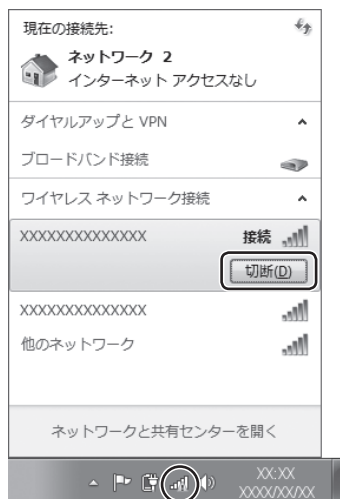 現在の接続先:
ネットワーク 2
インターネット アクセスなし
ダイヤルアップと VPN
ブロードバンド接続
ワイヤレス ネットワーク接続
XXXXXXXXXXXXXX 接続
切断(D)
XXXXXXXXXXXXXX
他のネットワーク
ネットワークと共有センターを開く
XX:XX
XXXX/XX/XX